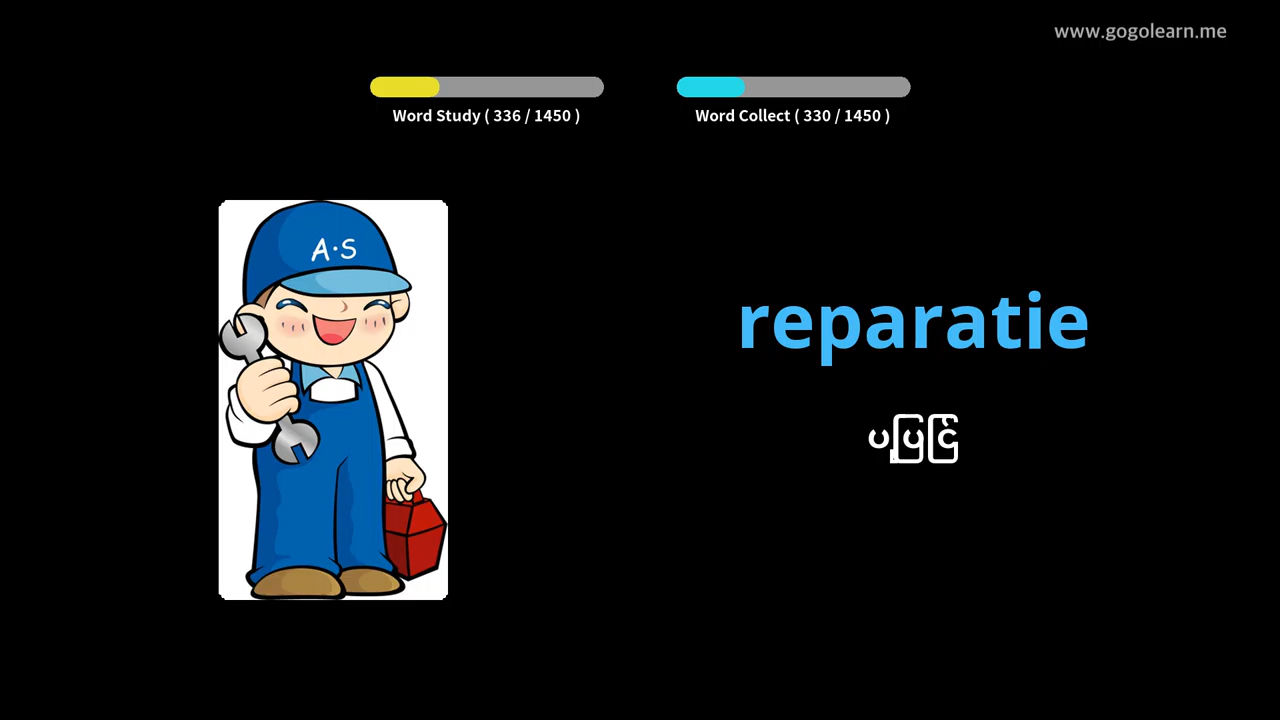 www.gogolearn.me
Word Study ( 336 / 1450 )
Word Collect ( 330 / 1450 )
A·S
reparatie
ပြုပြင်